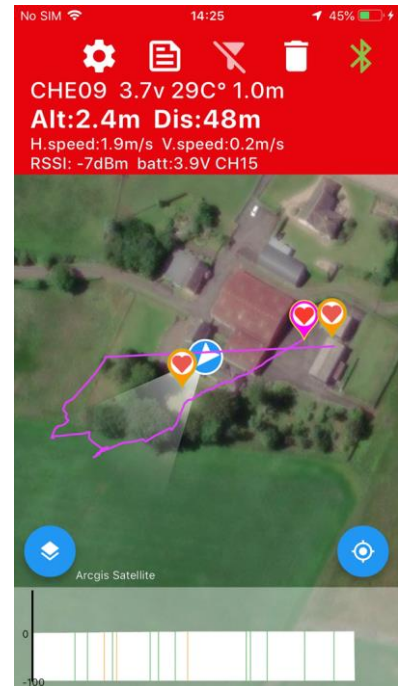 No SIM 14:25 45%
CHE09 3.7v 29C° 1.0m
Alt:2.4m Dis:48m
H.speed:1.9m/s V.speed:0.2m/s
RSSI: -7dBm batt:3.9V CH15
Arcgis Satellite
0
-100